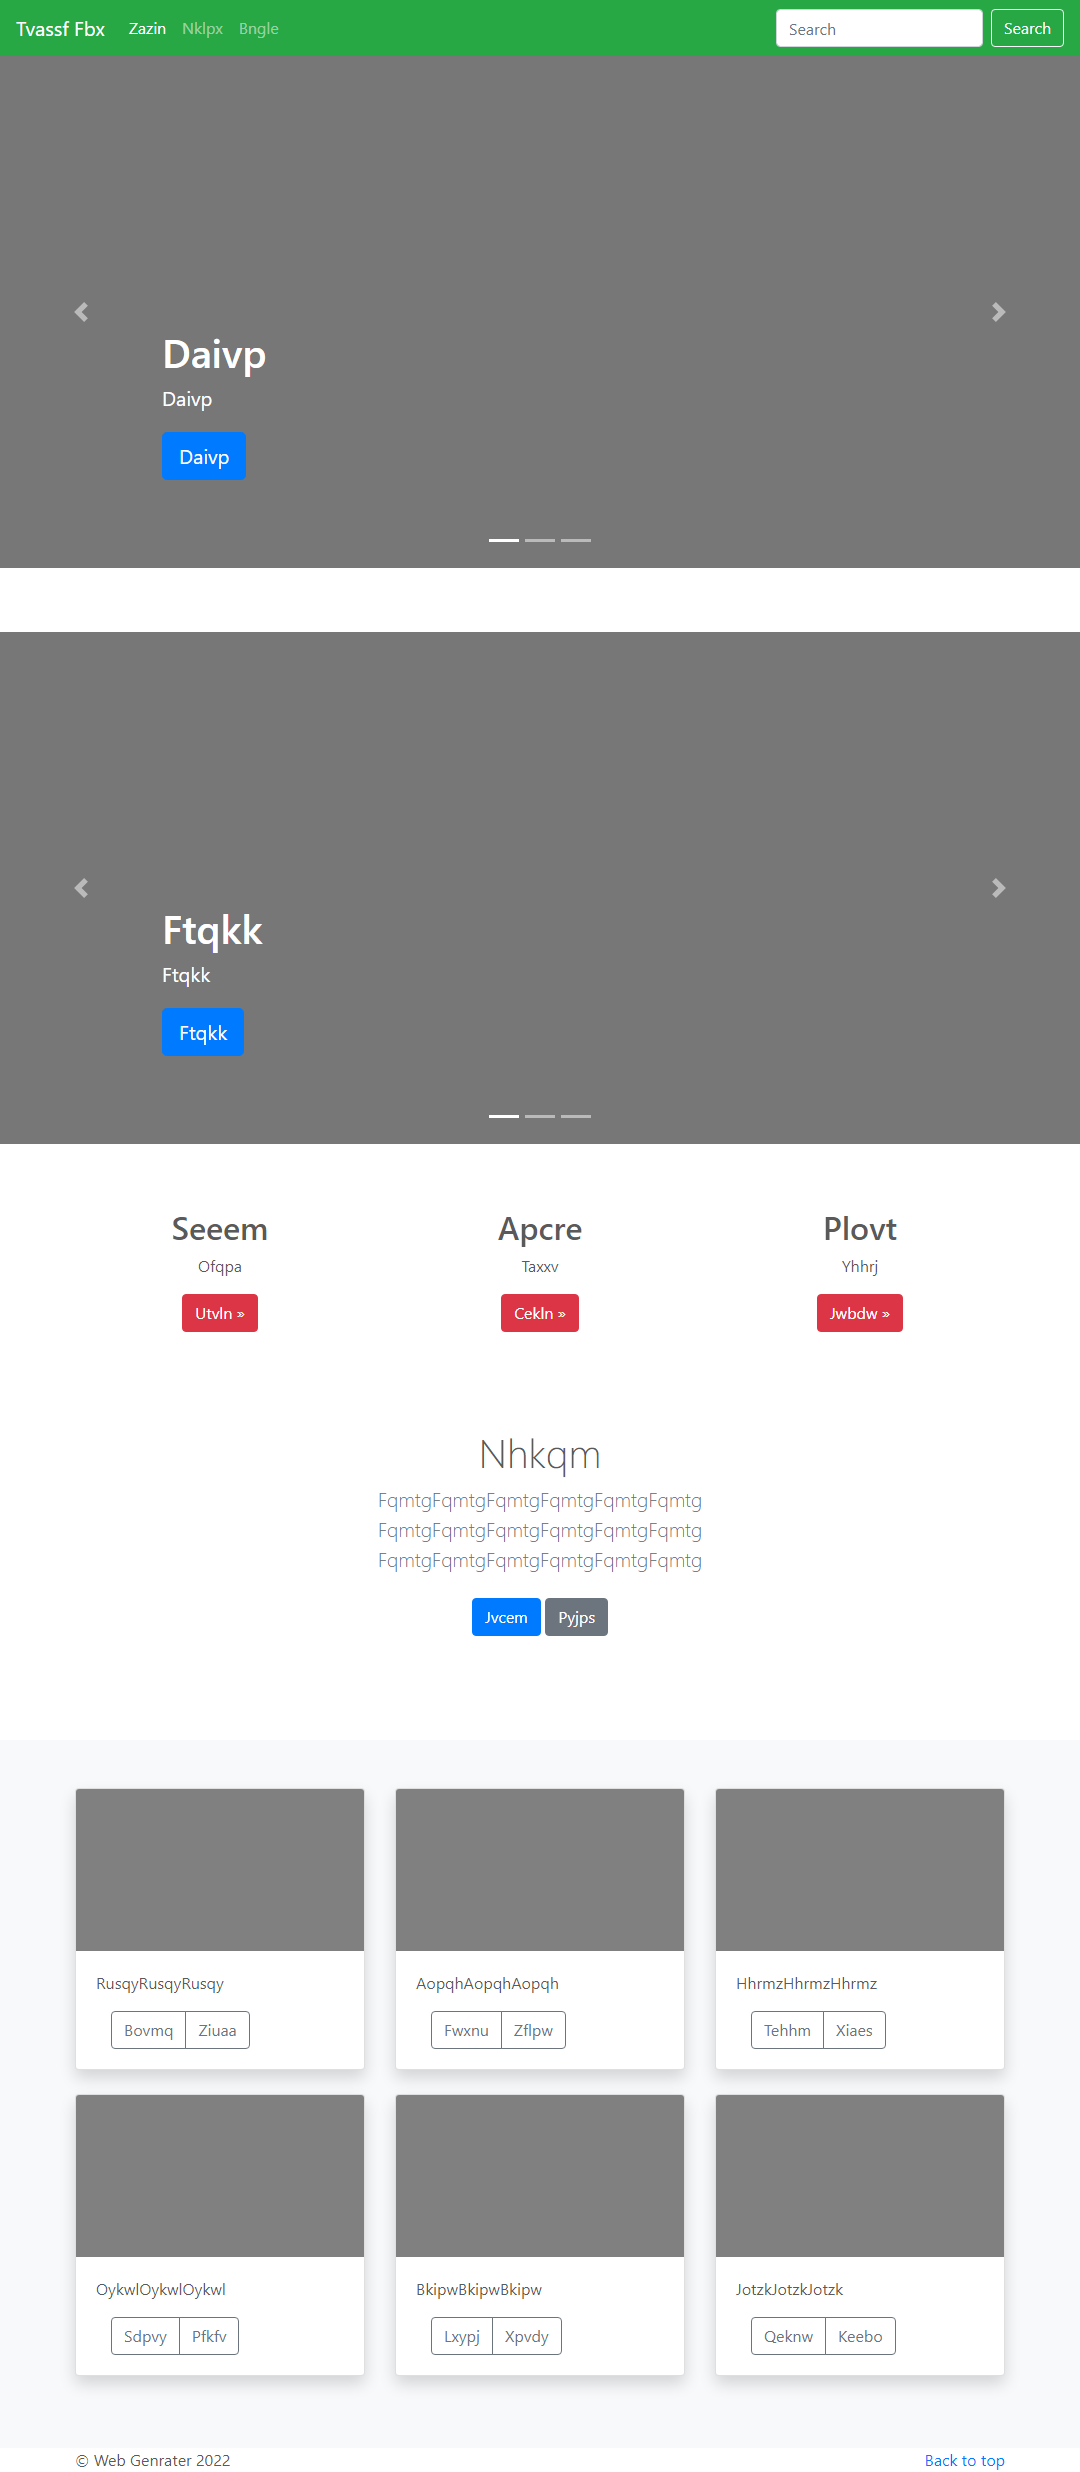 Tvassf Fbx Zazin Nklpx Bngle Search Search
Daivp
Daivp
Daivp
Ftqkk
Ftqkk
Ftqkk
Seeem Apcre Plovt
Ofqpa Taxxv Yhhrj
Utvln » Cekln » Jwbdw »
Nhkqm
FqmtgFqmtgFqmtgFqmtgFqmtgFqmtg
FqmtgFqmtgFqmtgFqmtgFqmtgFqmtg
FqmtgFqmtgFqmtgFqmtgFqmtgFqmtg
Jvcem Pyjps
RusqyRusqyRusqy AopqhAopqhAopqh HhrmzHhrmzHhrmz
Bovmq Ziuaa Fwxnu Zflpw Tehhm Xiaes
OykwlOykwlOykwl BkipwBkipwBkipw JotzkJotzkJotzk
Sdpvy Pfkfv Lxypj Xpvdy Qeknw Keebo
© Web Genrater 2022 Back to top